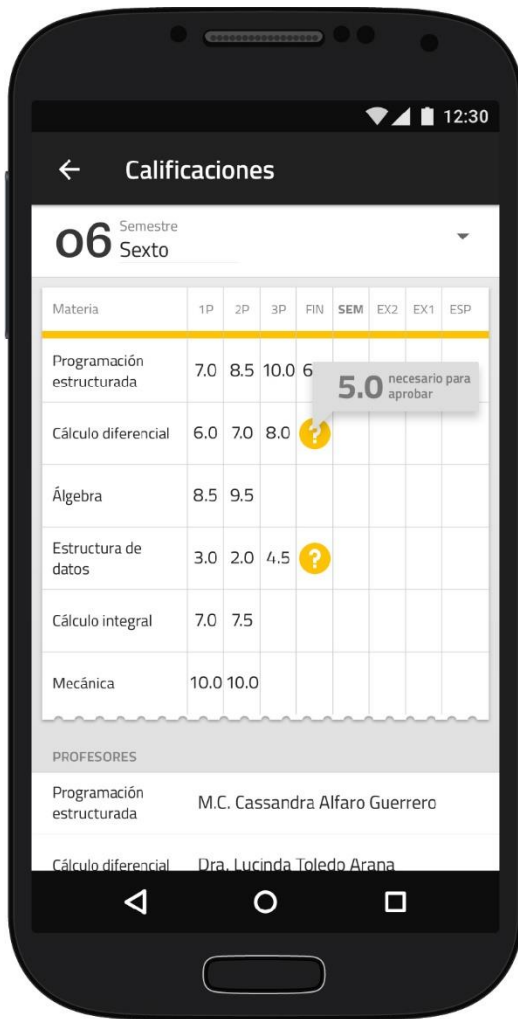 12:30
Calificaciones
06 Semestre
Sexto
Materia 1P 2P 3P FIN SEM EX2 EX1 ESP
Programación
estructurada 7.0 8.5 10.0 6
5.0 necesario para
aprobar
Cálculo diferencial 6.0 7.0 8.0 ?
Álgebra 8.5 9.5
Estructura de
datos 3.0 2.0 4.5 ?
Cálculo integral 7.0 7.5
Mecánica 10.0 10.0
PROFESORES
Programación
estructurada M.C. Cassandra Alfaro Guerrero
Cálculo diferencial Dra. Lucinda Toledo Arana